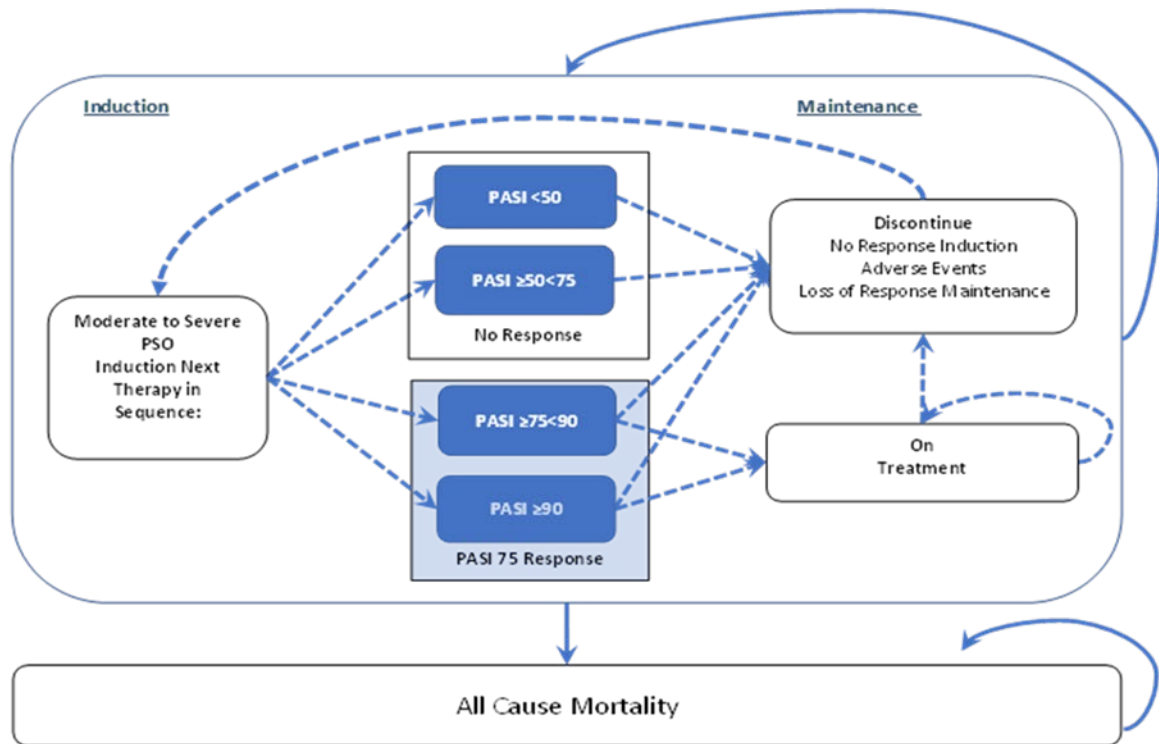 Induction
Maintenance
PASI <50
PASI ≥50<75
No Response
Discontinue
No Response Induction
Adverse Events
Loss of Response Maintenance
Moderate to Severe
PSO
Induction Next
Therapy in
Sequence:
PASI ≥75<90
PASI ≥90
PASI 75 Response
On
Treatment
All Cause Mortality